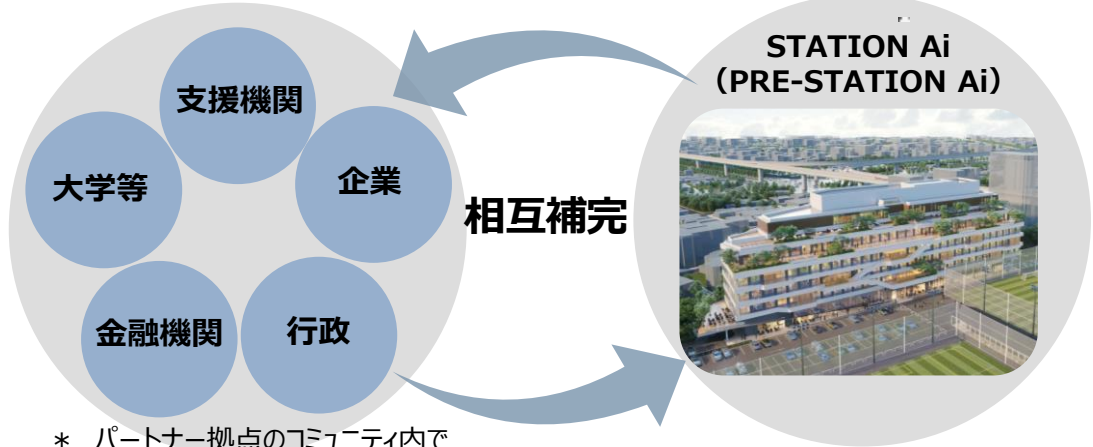 STATION Ai
（PRE-STATION Ai）
支援機関
大学等
企業
相互補完
金融機関
行政
＊ パートナー拠点のコミュニティ内で